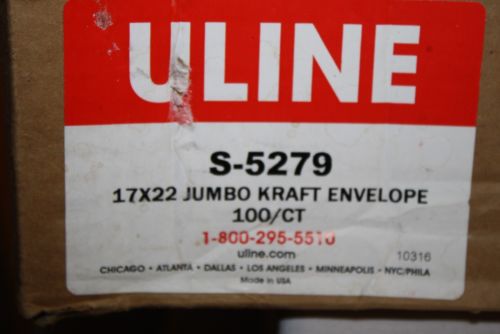 ULINE
S-5279
17X22 JUMBO KRAFT ENVELOPE
100/CT
1-800-295-5510
uline.com
10316
CHICAGO • ATLANTA • DALLAS • LOS ANGELES • MINNEAPOLIS • NYC/PHILA
Made in USA